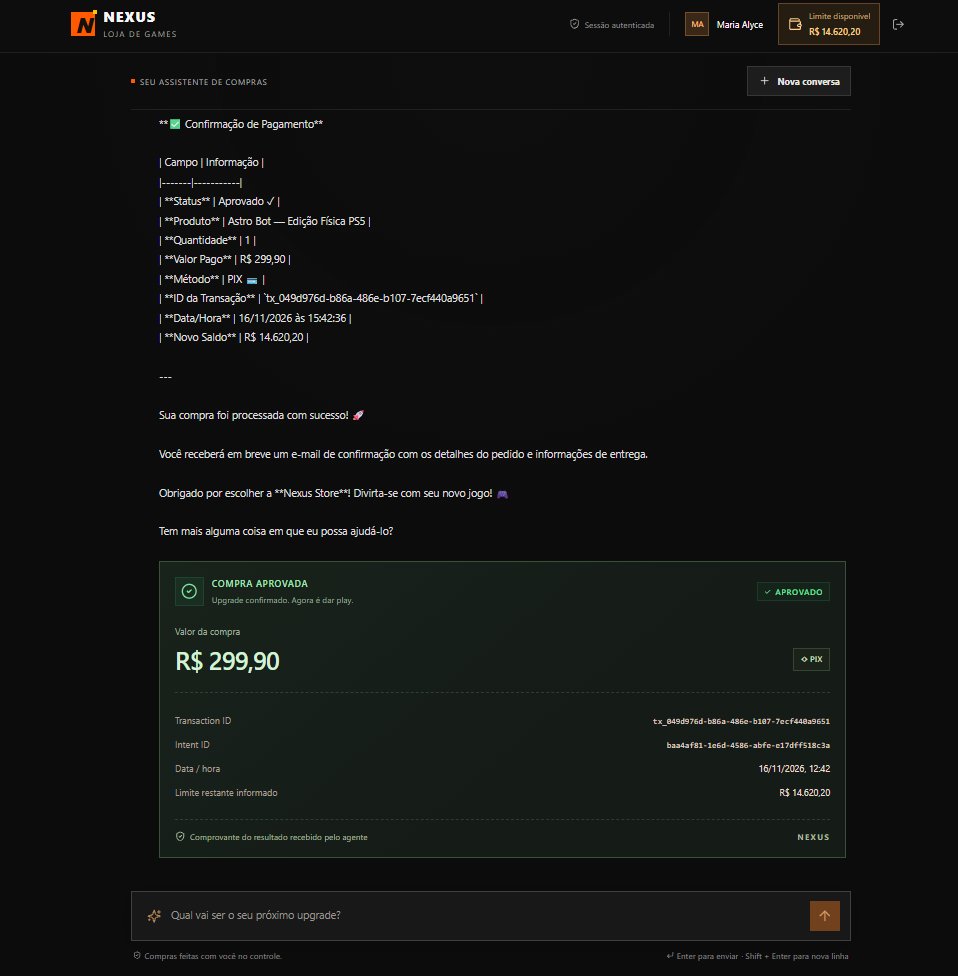 NEXUS
LOJA DE GAMES
Sessão autenticada
MA
Maria Alyce
Limite disponível
R$ 14.620,20
SEU ASSISTENTE DE COMPRAS
+ Nova conversa
**✅ Confirmação de Pagamento**
| Campo | Informação |
|-------|-----------|
| **Status** | Aprovado ✓ |
| **Produto** | Astro Bot — Edição Física PS5 |
| **Quantidade** | 1 |
| **Valor Pago** | R$ 299,90 |
| **Método** | PIX 💳 |
| **ID da Transação** | `tx_049d976d-b86a-486e-b107-7ecf440a9651` |
| **Data/Hora** | 16/11/2026 às 15:42:36 |
| **Novo Saldo** | R$ 14.620,20 |
---
Sua compra foi processada com sucesso! 🚀
Você receberá em breve um e-mail de confirmação com os detalhes do pedido e informações de entrega.
Obrigado por escolher a **Nexus Store**! Divirta-se com seu novo jogo! 🎮
Tem mais alguma coisa em que eu possa ajudá-lo?
COMPRA APROVADA
Upgrade confirmado. Agora é dar play.
✓ APROVADO
Valor da compra
R$ 299,90
PIX
Transaction ID
tx_049d976d-b86a-486e-b107-7ecf440a9651
Intent ID
baa4af81-1e6d-4586-abfe-e17dff518c3a
Data / hora
16/11/2026, 12:42
Limite restante informado
R$ 14.620,20
Comprovante do resultado recebido pelo agente
NEXUS
Qual vai ser o seu próximo upgrade?
Compras feitas com você no controle.
↵ Enter para enviar · Shift + Enter para nova linha